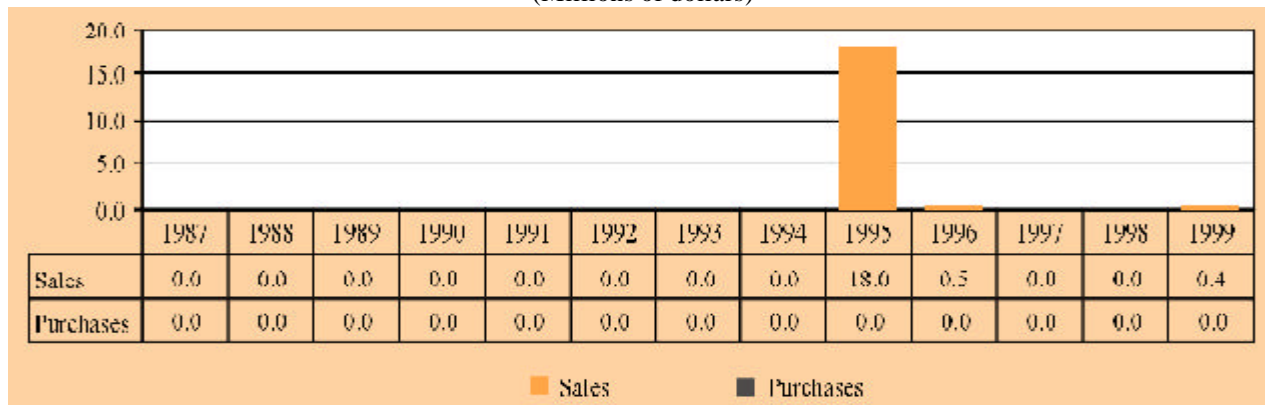 (Millions of dollars)
20.0
15.0
10.0
5.0
0.0
1987 1988 1989 1990 1991 1992 1993 1994 1995 1996 1997 1998 1999
Sales 0.0 0.0 0.0 0.0 0.0 0.0 0.0 0.0 18.0 0.5 0.0 0.0 0.4
Purchases 0.0 0.0 0.0 0.0 0.0 0.0 0.0 0.0 0.0 0.0 0.0 0.0 0.0
Sales Purchases